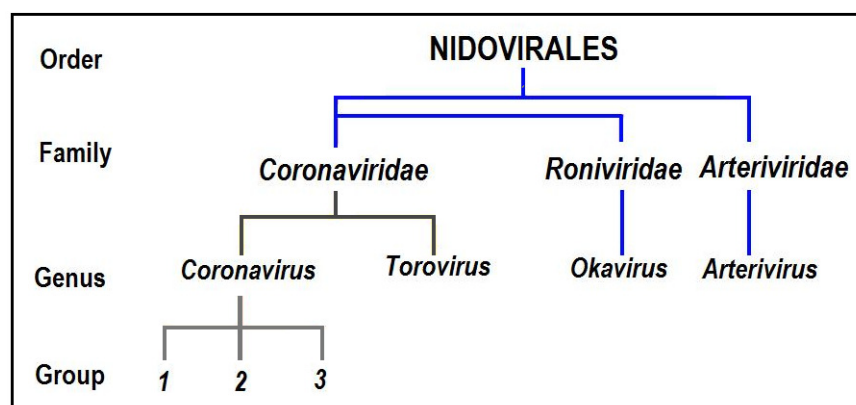 Order NIDOVIRALES
Family Coronaviridae Roniviridae Arteriviridae
Genus Coronavirus Torovirus Okavirus Arterivirus
Group 1 2 3